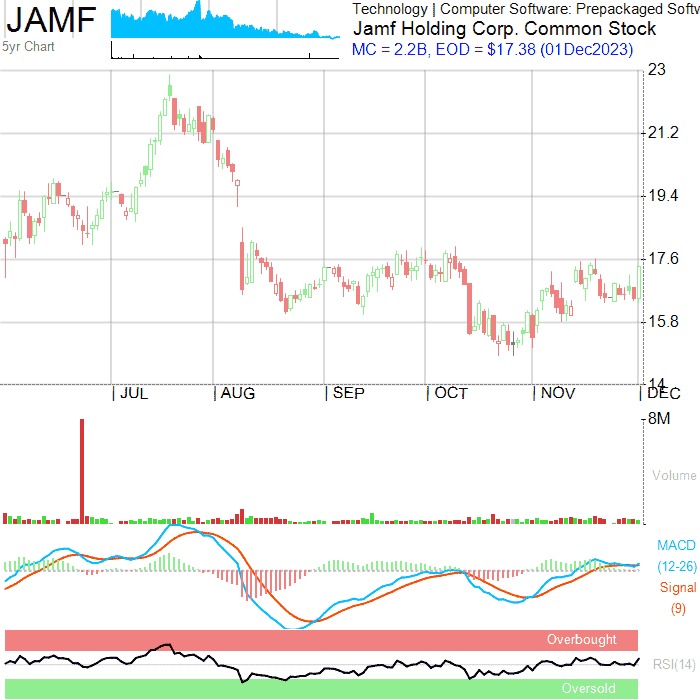 JAMF
5yr Chart
Technology | Computer Software: Prepackaged Softw
Jamf Holding Corp. Common Stock
MC = 2.2B, EOD = $17.38 (01Dec2023)
23
21.2
19.4
17.6
15.8
14
JUL
AUG
SEP
OCT
NOV
DEC
8M
Volume
MACD
(12-26)
Signal
(9)
Overbought
RSI(14)
Oversold